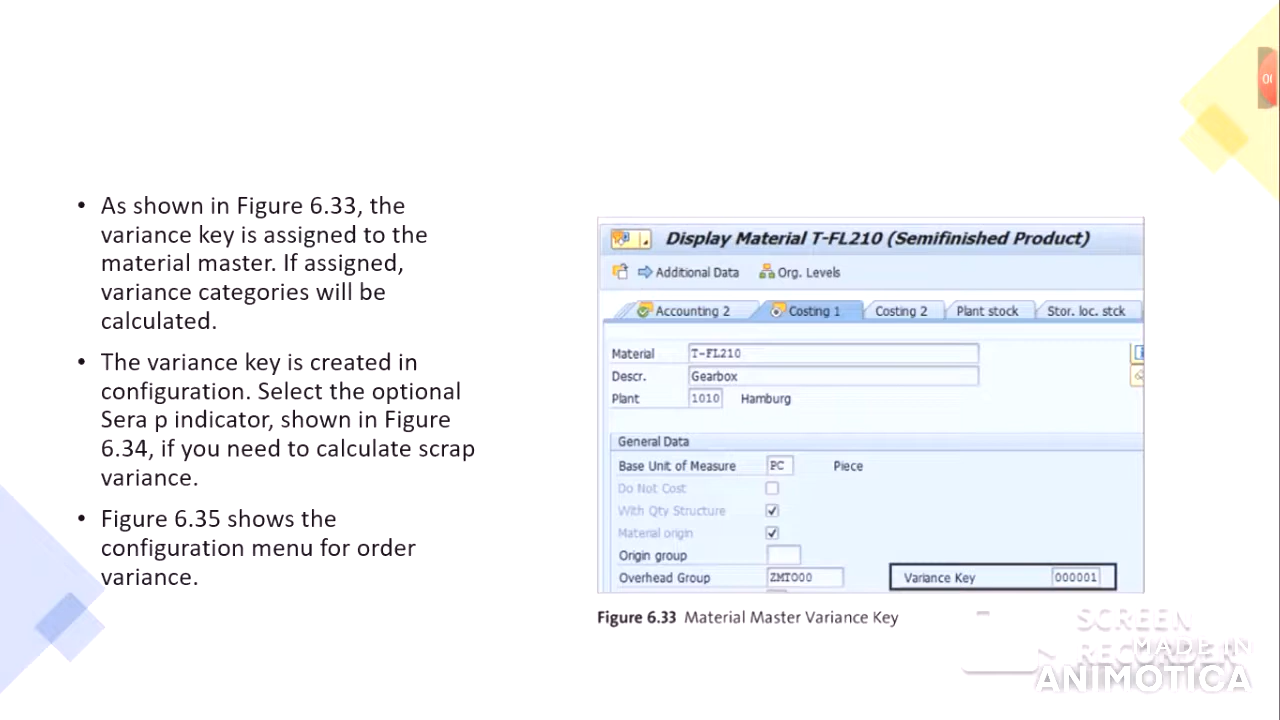 • As shown in Figure 6.33, the
variance key is assigned to the
material master. If assigned,
variance categories will be
calculated.
• The variance key is created in
configuration. Select the optional
Sera p indicator, shown in Figure
6.34, if you need to calculate scrap
variance.
• Figure 6.35 shows the
configuration menu for order
variance.
Display Material T-FL210 (Semifinished Product)
Additional Data Org. Levels
Accounting 2 Costing 1 Costing 2 Plant stock Stor. loc. stck
Material T-FL210
Descr. Gearbox
Plant 1010 Hamburg
General Data
Base Unit of Measure PC Piece
Do Not Cost
With Qty Structure
Material origin
Origin group
Overhead Group ZMTO00 Variance Key 000001
Figure 6.33 Material Master Variance Key
SCREEN
RECORDER
MADE IN
ANIMOTICA